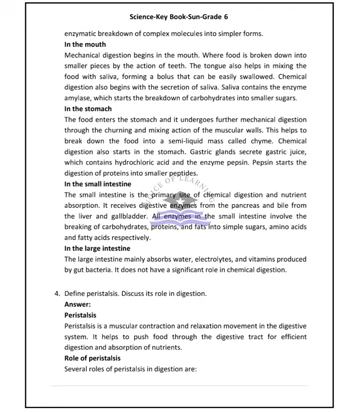 Science-Key Book-Sun-Grade 6
enzymatic breakdown of complex molecules into simpler forms.
In the mouth
Mechanical digestion begins in the mouth. Where food is broken down into
smaller pieces by the action of teeth. The tongue also helps in mixing the
food with saliva, forming a bolus that can be easily swallowed. Chemical
digestion also begins with the secretion of saliva. Saliva contains the enzyme
amylase, which starts the breakdown of carbohydrates into smaller sugars.
In the stomach
The food enters the stomach and it undergoes further mechanical digestion
through the churning and mixing action of the muscular walls. This helps to
break down the food into a semi-liquid mass called chyme. Chemical
digestion also starts in the stomach. Gastric glands secrete gastric juice,
which contains hydrochloric and the enzyme pepsin. Pepsin starts the
digestion of proteins into smaller peptides.
In the small intestine
The small intestine is the primary site of chemical digestion and nutrient
absorption. It receives digestive enzymes from the pancreas and bile from
the liver and gallbladder. All enzymes in the small intestine involve the
breaking of carbohydrates, proteins, and fats into simple sugars, amino acids
and fatty acids respectively.
In the large intestine
The large intestine mainly absorbs water, electrolytes, and vitamins produced
by gut bacteria. It does not have a significant role in chemical digestion.
4. Define peristalsis. Discuss its role in digestion.
Answer:
Peristalsis
Peristalsis is a muscular contraction and relaxation movement in the digestive
system. It helps to push food through the digestive tract for efficient
digestion and absorption of nutrients.
Role of peristalsis
Several roles of peristalsis in digestion are: